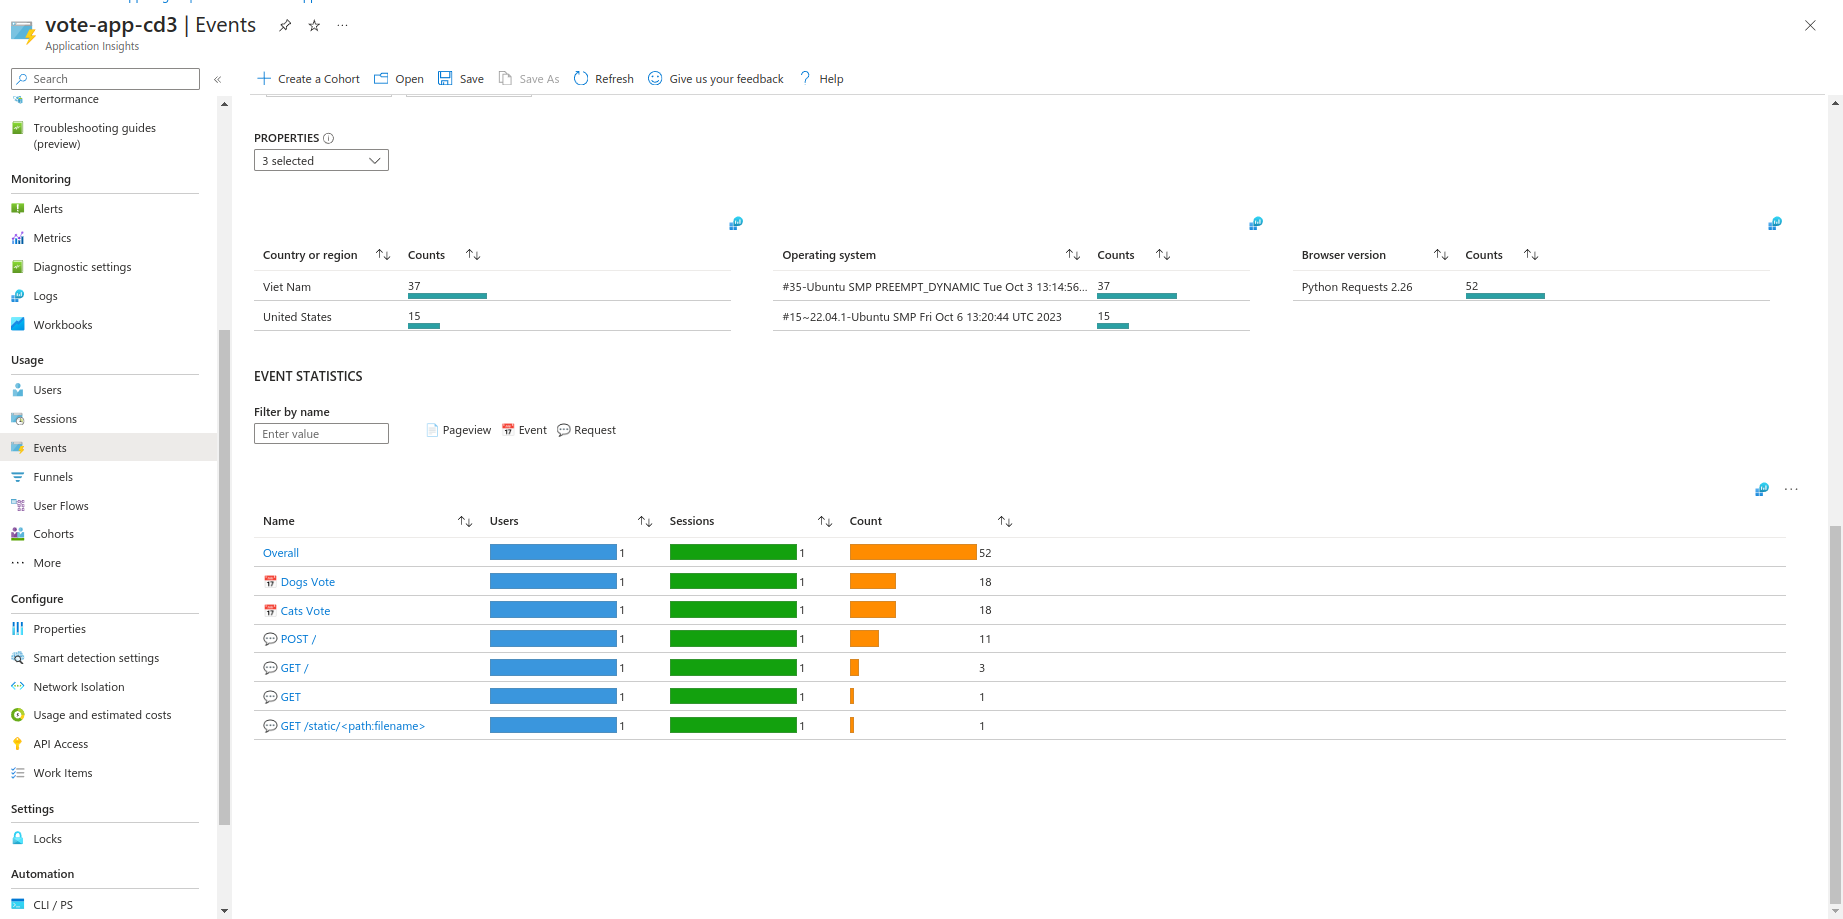 vote-app-cd3 | Events
Application Insights
Search
Create a Cohort Open Save Save As Refresh Give us your feedback Help
Performance
Troubleshooting guides
(preview)
Monitoring
Alerts
Metrics
Diagnostic settings
Logs
Workbooks
Usage
Users
Sessions
Events
Funnels
User Flows
Cohorts
More
Configure
Properties
Smart detection settings
Network Isolation
Usage and estimated costs
API Access
Work Items
Settings
Locks
Automation
CLI / PS
PROPERTIES
3 selected
Country or region Counts
Viet Nam 37
United States 15
Operating system Counts
#35-Ubuntu SMP PREEMPT_DYNAMIC Tue Oct 3 13:14:56... 37
#15~22.04.1-Ubuntu SMP Fri Oct 6 13:20:44 UTC 2023 15
Browser version Counts
Python Requests 2.26 52
EVENT STATISTICS
Filter by name
Enter value
Pageview Event Request
Name Users Sessions Count
Overall 1 1 52
Dogs Vote 1 1 18
Cats Vote 1 1 18
POST / 1 1 11
GET / 1 1 3
GET 1 1 1
GET /static/<path:filename> 1 1 1